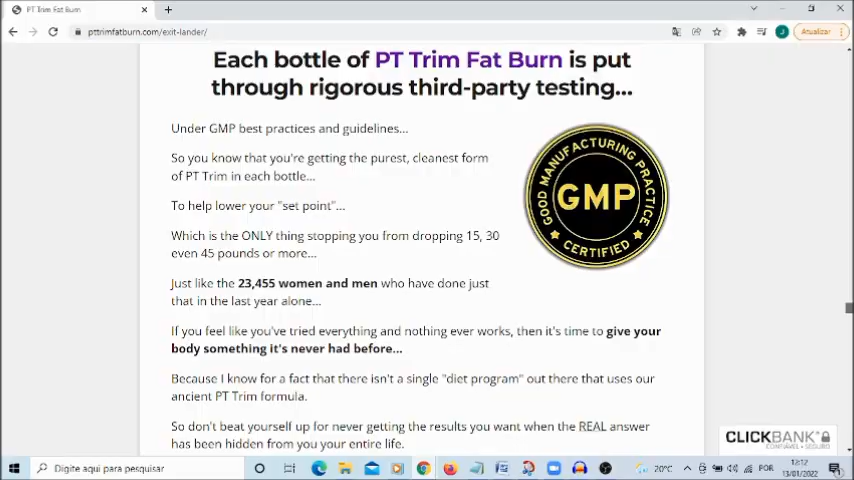 PT Trim Fat Burn
pttrimfatburn.com/exit-lander/
Atualizar
Each bottle of PT Trim Fat Burn is put
through rigorous third-party testing...
Under GMP best practices and guidelines...
So you know that you're getting the purest, cleanest form
of PT Trim in each bottle...
To help lower your "set point"...
Which is the ONLY thing stopping you from dropping 15, 30
even 45 pounds or more...
Just like the 23,455 women and men who have done just
that in the last year alone...
GOOD MANUFACTURING PRACTICE
GMP
CERTIFIED
If you feel like you've tried everything and nothing ever works, then it's time to give your
body something it's never had before...
Because I know for a fact that there isn't a single "diet program" out there that uses our
ancient PT Trim formula.
So don't beat yourself up for never getting the results you want when the REAL answer
has been hidden from you your entire life.
CLICKBANK
CONFIÁVEL • SEGURO
Digite aqui para pesquisar
20°C
POR
12:12
13/01/2022